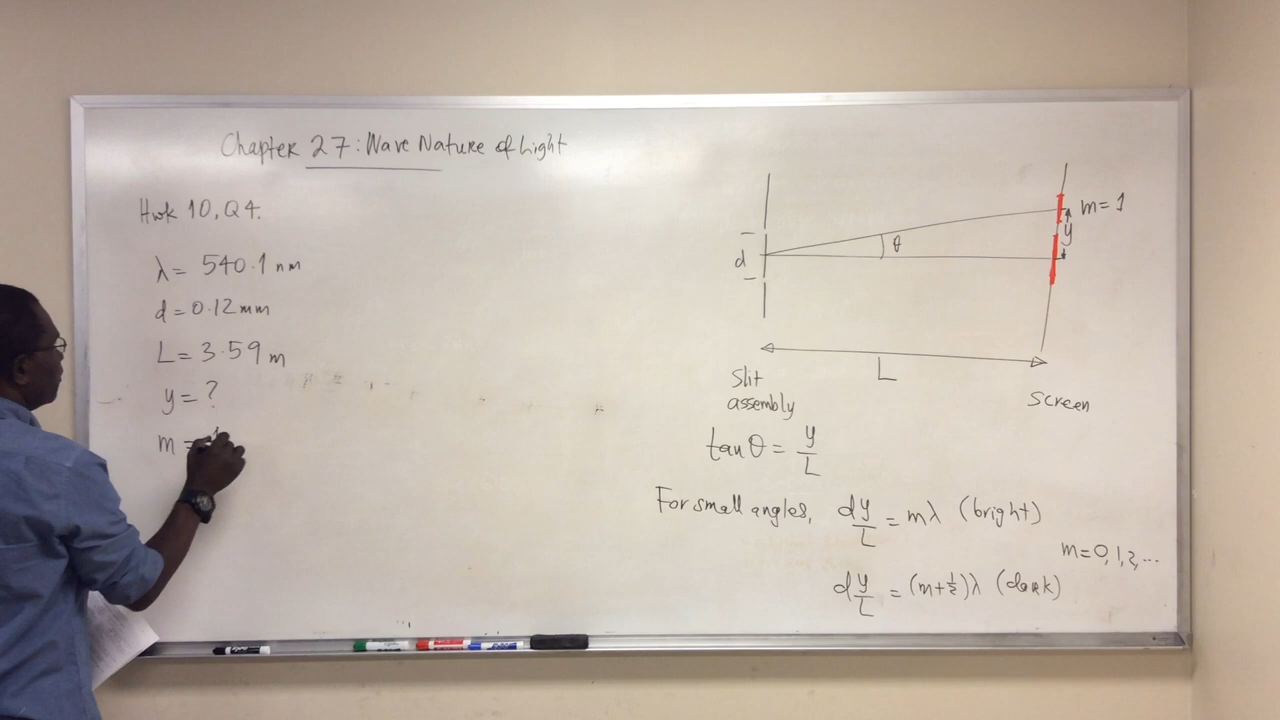 Chapter 27: Wave Nature of Light
Hwk 10, Q4.
λ = 540.1 nm
d = 0.12 mm
L = 3.59 m
y = ?
m =
d
θ
m = 1
y
L
Slit
assembly
Screen
tan θ = y/L
For small angles, d y/L = mλ (bright)
m = 0, 1, 2, ...
d y/L = (m + 1/2)λ (dark)